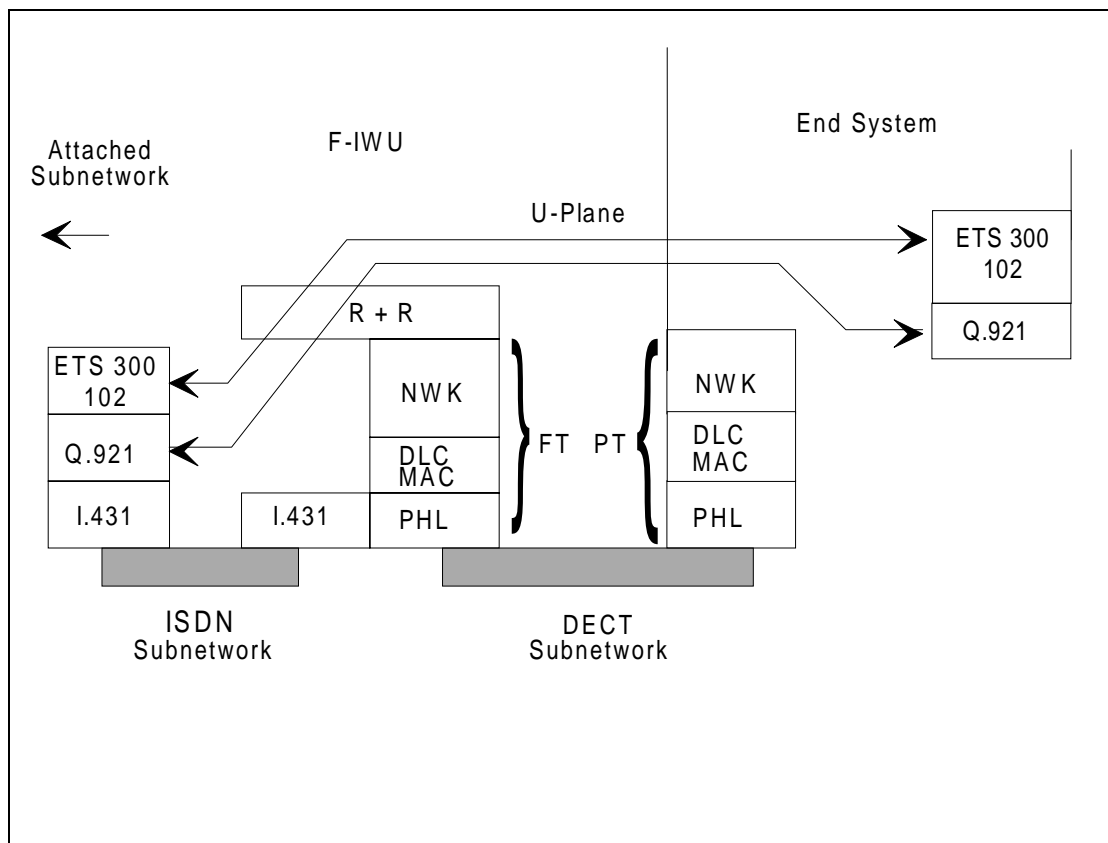 F-IWU
End System
Attached
Subnetwork
U-Plane
ETS 300
102
Q.921
R + R
ETS 300
102
Q.921
I.431
I.431
NWK
DLC
MAC
PHL
FT
PT
NWK
DLC
MAC
PHL
ISDN
Subnetwork
DECT
Subnetwork